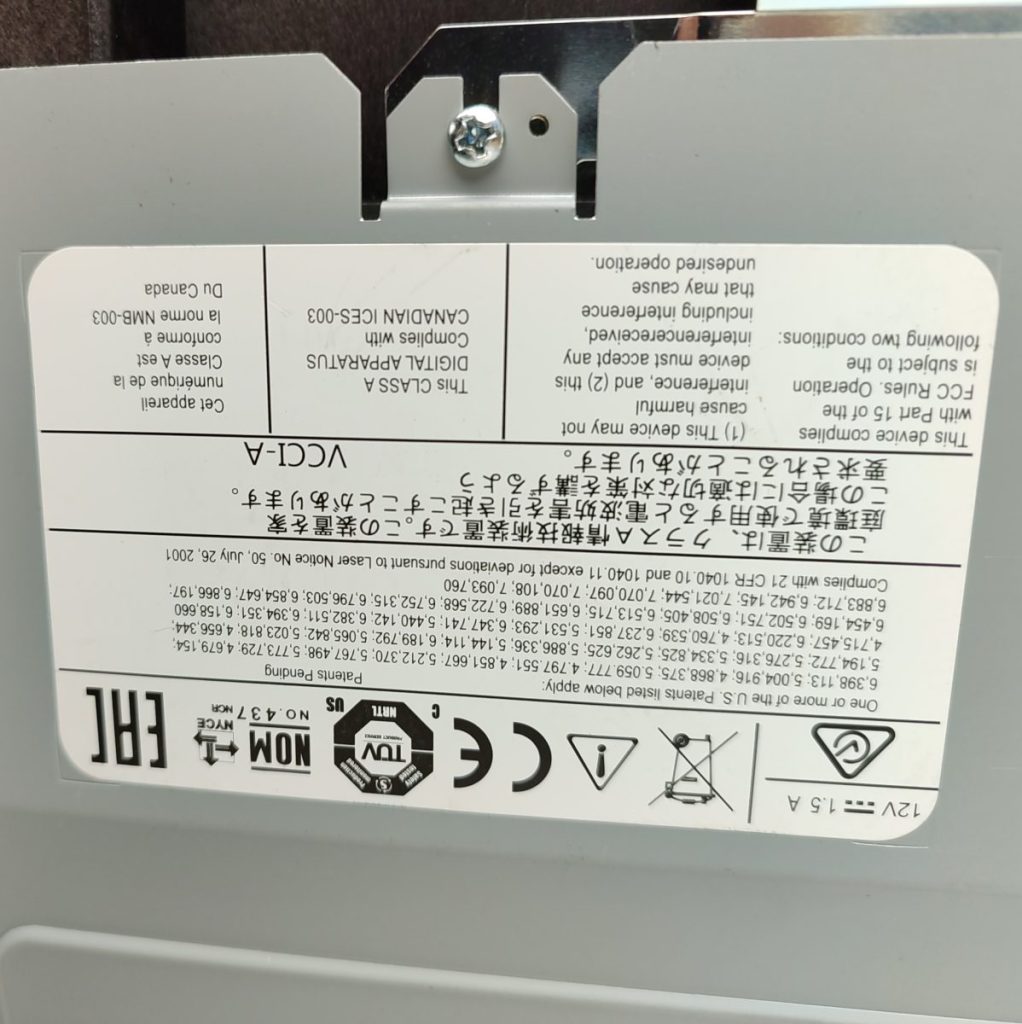 12V ⎓ 1.5 A
CE
Production monitored
Safety tested
TÜV
PRODUCT SERVICE
NRTL
C US
NOM
NYCE
NO.437 NCR
EAC
One or more of the U.S. Patents listed below apply: Patents Pending
6,398,113; 5,004,916; 4,868,375; 5,059,777; 4.797.551; 4,851,667; 5,212,370; 5,767,498; 5,773,729; 4,679,154;
5,194,772; 5,276,316; 5,334,825; 5,262,625; 5,886,336; 5,144,114; 6,189,792; 5,065,842; 5,023,818; 4,656,344;
4,715,457; 6,220,513; 4,760,539; 6,237,851; 5,531,293; 6,347,741; 5,440,142; 6,382,511; 6,394,351; 6,158,660
6,454,169; 6,502,751; 6,508,405; 6,513,715; 6,651,889; 6,722,568; 6,752,315; 6,796,503; 6,854,647; 6,866,197;
6,883,712; 6,942,145; 7,021,544; 7,070,097; 7,070,108; 7,093,760
Complies with 21 CFR 1040.10 and 1040.11 except for deviations pursuant to Laser Notice No. 50, July 26, 2001
この装置は、クラスA情報技術装置です。この装置を家
庭環境で使用すると電波妨害を引き起こすことがあります。
この場合には適切な対策を講ずるよう
要求されることがあります。
VCCI-A
This device complies
with Part 15 of the
FCC Rules. Operation
is subject to the
following two conditions:
(1) This device may not
cause harmful
interference, and (2) this
device must accept any
interferencereceived,
including interference
that may cause
undesired operation.
This CLASS A
DIGITAL APPARATUS
Complies with
CANADIAN ICES-003
Cet appareil
numérique de la
Classe A est
conforme á
la norme NMB-003
Du Canada